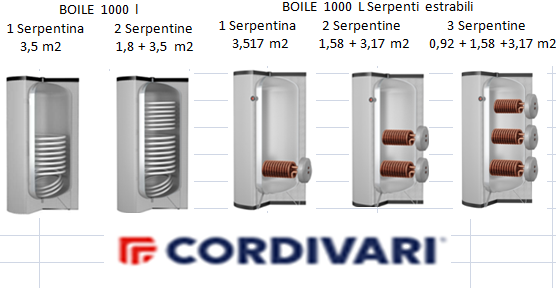 BOILE 1000 l
1 Serpentina
3,5 m2
2 Serpentine
1,8 + 3,5 m2
BOILE 1000 L Serpenti estrabili
1 Serpentina
3,517 m2
2 Serpentine
1,58 + 3,17 m2
3 Serpentine
0,92 + 1,58 +3,17 m2
CORDIVARI